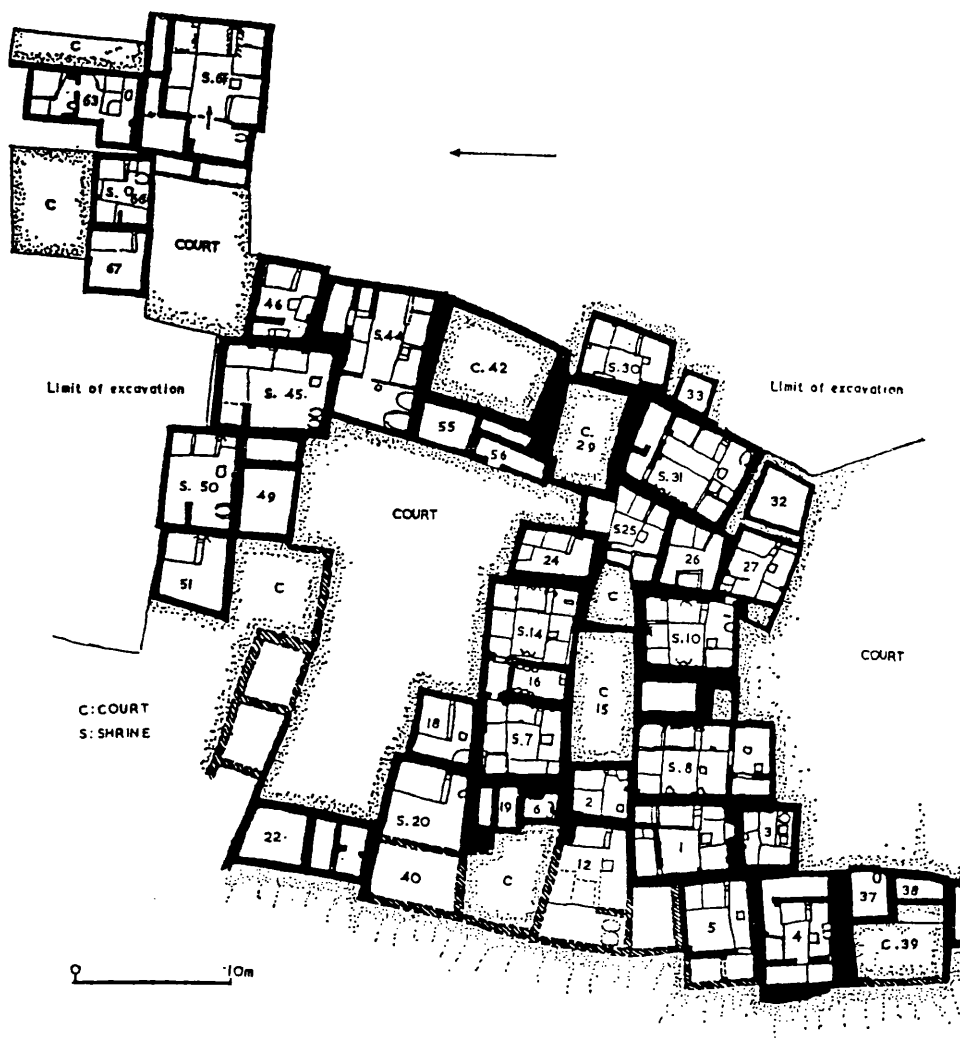 C
S.61
63
C
S.
66
67
COURT
46
S.44
C. 42
S.30
33
Limit of excavation
S. 45.
Limit of excavation
55
C.
29
56
S.31
S. 50
49
32
COURT
S.25
24
26
27
51
C
C
S.14
S.10
COURT
16
C
15
C: COURT
S: SHRINE
18
S.7
S.8
2
19
6
S.20
3
22
1
12
40
C
37
38
5
4
C.39
10m